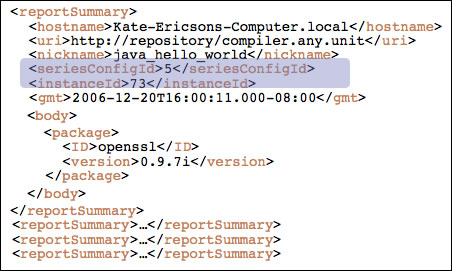 <reportSummary>
<hostname>Kate-Ericsons-Computer.local</hostname>
<uri>http://repository/compiler.any.unit</uri>
<nickname>java_hello_world</nickname>
<seriesConfigId>5</seriesConfigId>
<instanceId>73</instanceId>
<gmt>2006-12-20T16:00:11.000-08:00</gmt>
<body>
<package>
<ID>openssl</ID>
<version>0.9.7i</version>
</package>
</body>
</reportSummary>
<reportSummary>…</reportSummary>
<reportSummary>…</reportSummary>
<reportSummary>…</reportSummary>